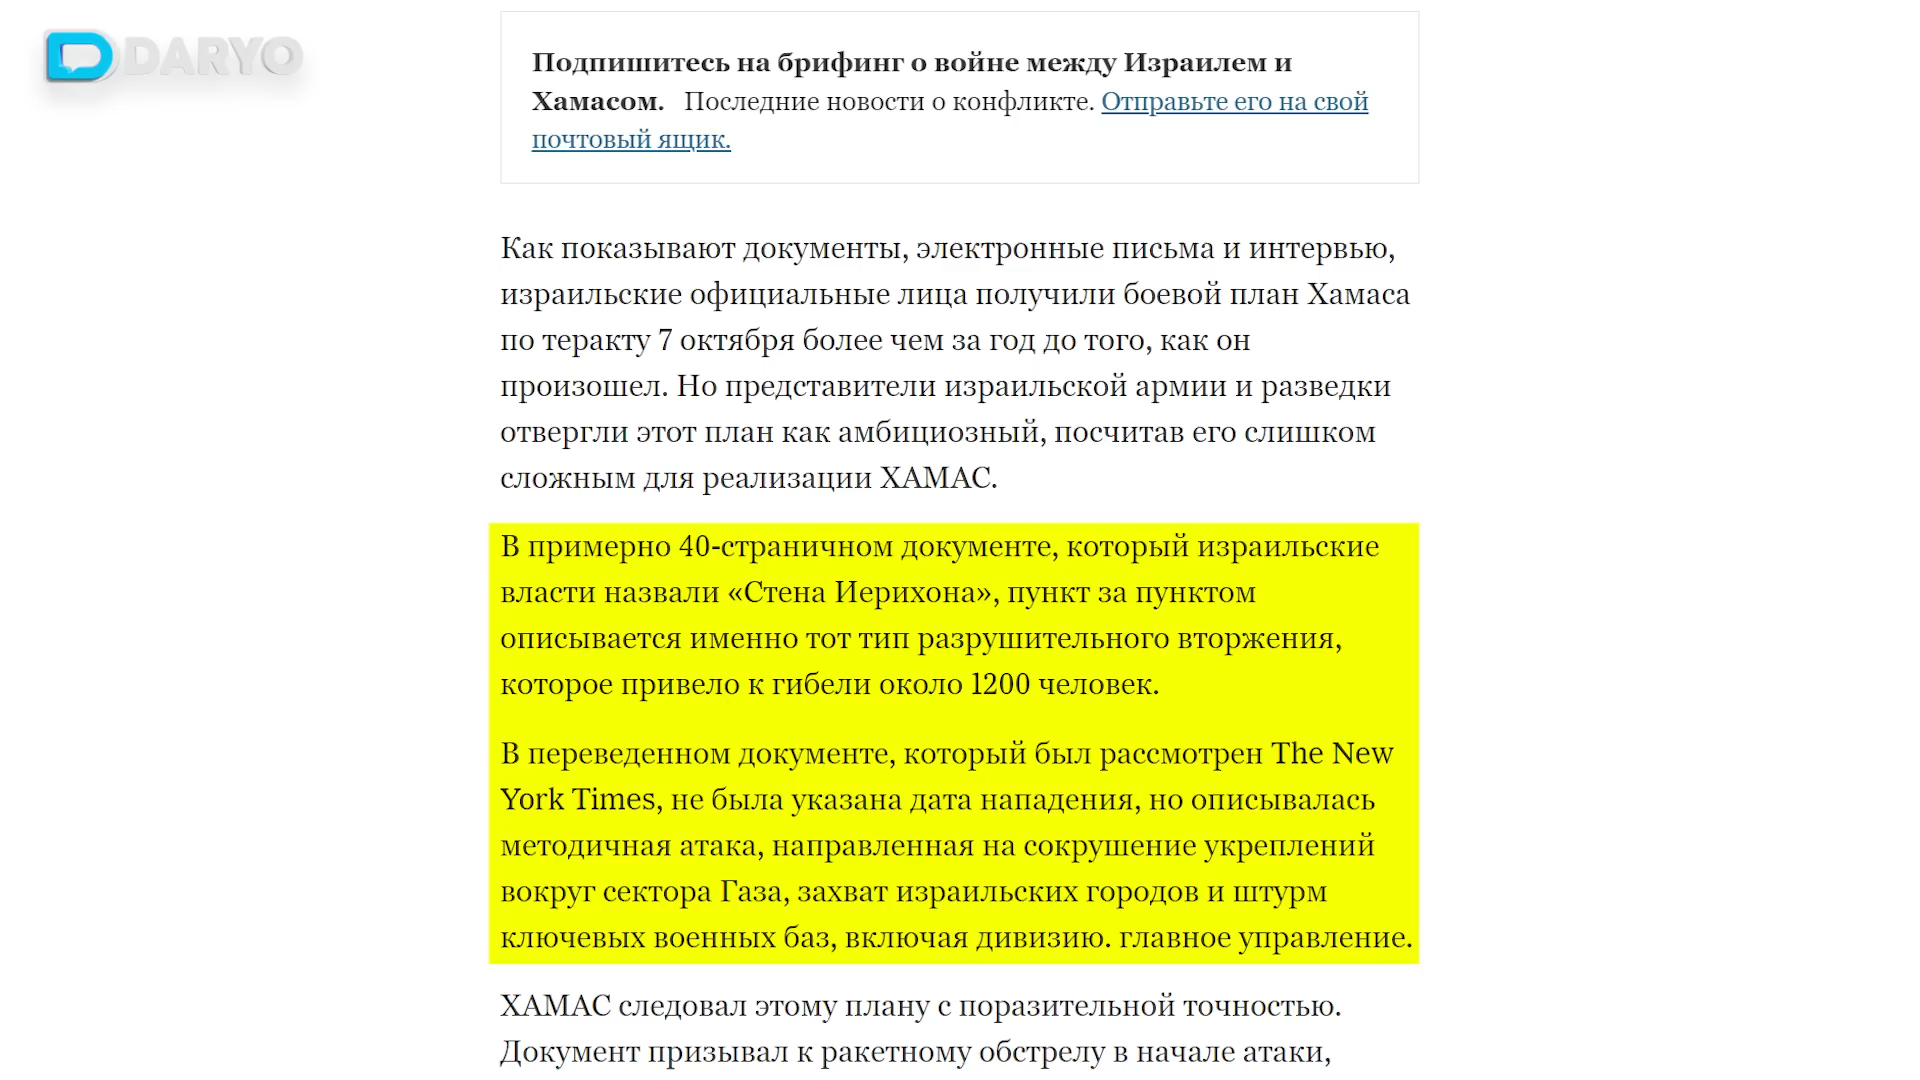 DARYO
Подпишитесь на брифинг о войне между Израилем и
Хамасом. Последние новости о конфликте. Отправьте его на свой
почтовый ящик.
Как показывают документы, электронные письма и интервью,
израильские официальные лица получили боевой план Хамаса
по теракту 7 октября более чем за год до того, как он
произошел. Но представители израильской армии и разведки
отвергли этот план как амбициозный, посчитав его слишком
сложным для реализации ХАМАС.
В примерно 40-страничном документе, который израильские
власти назвали «Стена Иерихона», пункт за пунктом
описывается именно тот тип разрушительного вторжения,
которое привело к гибели около 1200 человек.
В переведенном документе, который был рассмотрен The New
York Times, не была указана дата нападения, но описывалась
методичная атака, направленная на сокрушение укреплений
вокруг сектора Газа, захват израильских городов и штурм
ключевых военных баз, включая дивизию. главное управление.
ХАМАС следовал этому плану с поразительной точностью.
Документ призывал к ракетному обстрелу в начале атаки,